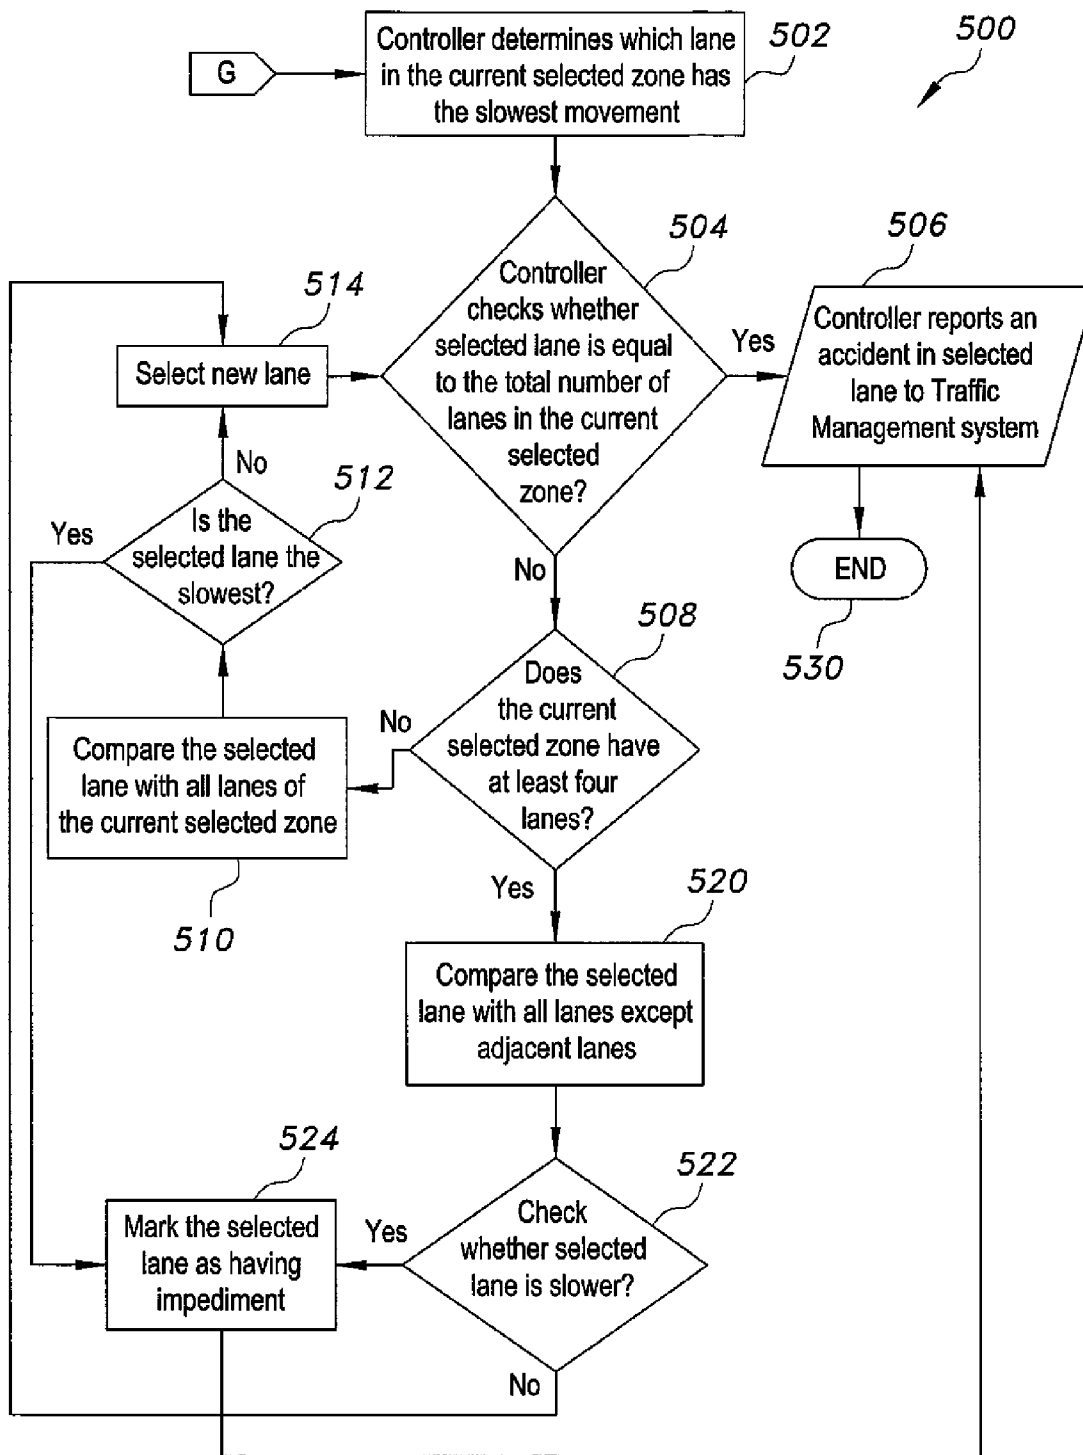 G
Controller determines which lane
in the current selected zone has
the slowest movement
502
500
504
Controller
checks whether
selected lane is equal
to the total number of
lanes in the current
selected
zone?
Yes
506
Controller reports an
accident in selected
lane to Traffic
Management system
514
Select new lane
No
512
Yes
Is the
selected lane the
slowest?
No
END
530
508
Does
the current
selected zone have
at least four
lanes?
No
Compare the selected
lane with all lanes of
the current selected zone
510
Yes
520
Compare the selected
lane with all lanes except
adjacent lanes
524
Mark the selected
lane as having
impediment
Yes
522
Check
whether selected
lane is slower?
No